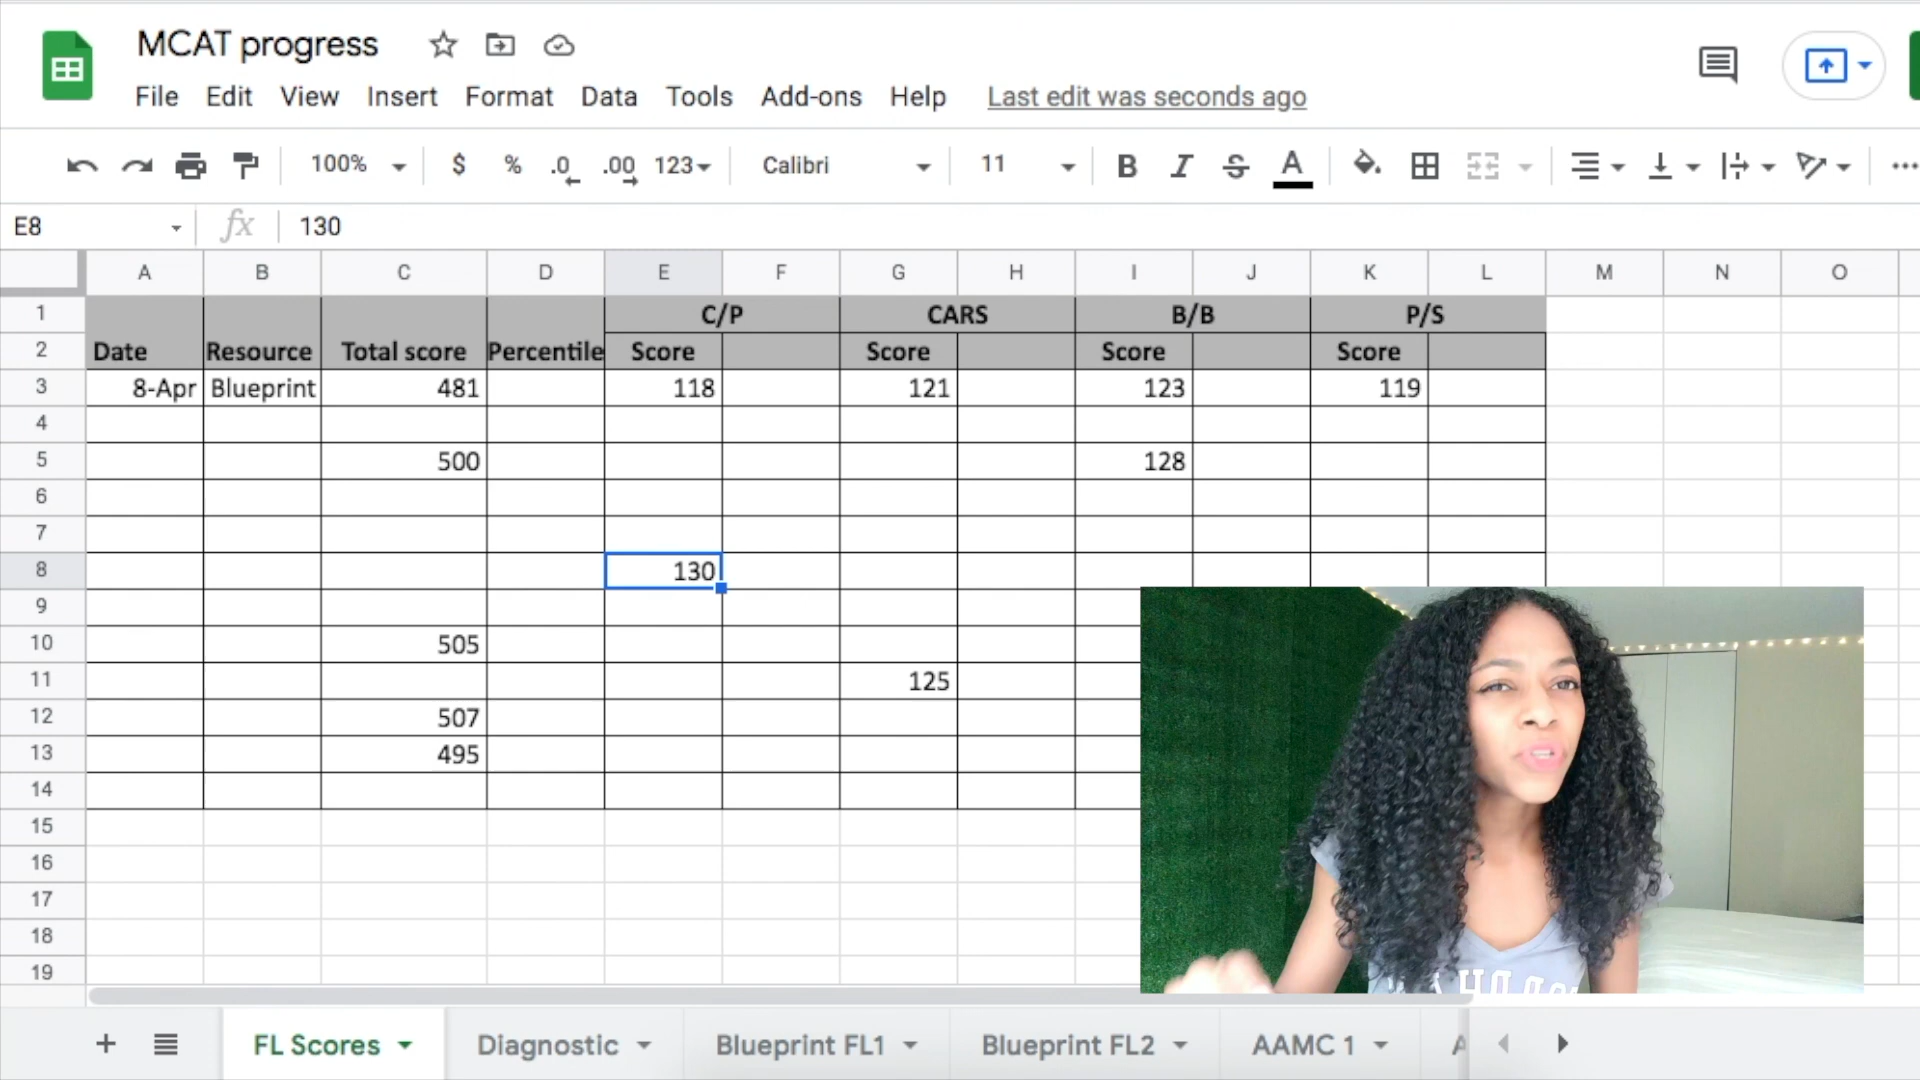 MCAT progress
File Edit View Insert Format Data Tools Add-ons Help Last edit was seconds ago
100% $ % .0 .00 123 Calibri 11 B I S A
E8 fx 130
A B C D E F G H I J K L M N O
1 C/P CARS B/B P/S
2 Date Resource Total score Percentile Score Score Score Score
3 8-Apr Blueprint 481 118 121 123 119
4
5 500 128
6
7
8 130
9
10 505
11 125
12 507
13 495
14
15
16
17
18
19
+ FL Scores Diagnostic Blueprint FL1 Blueprint FL2 AAMC 1